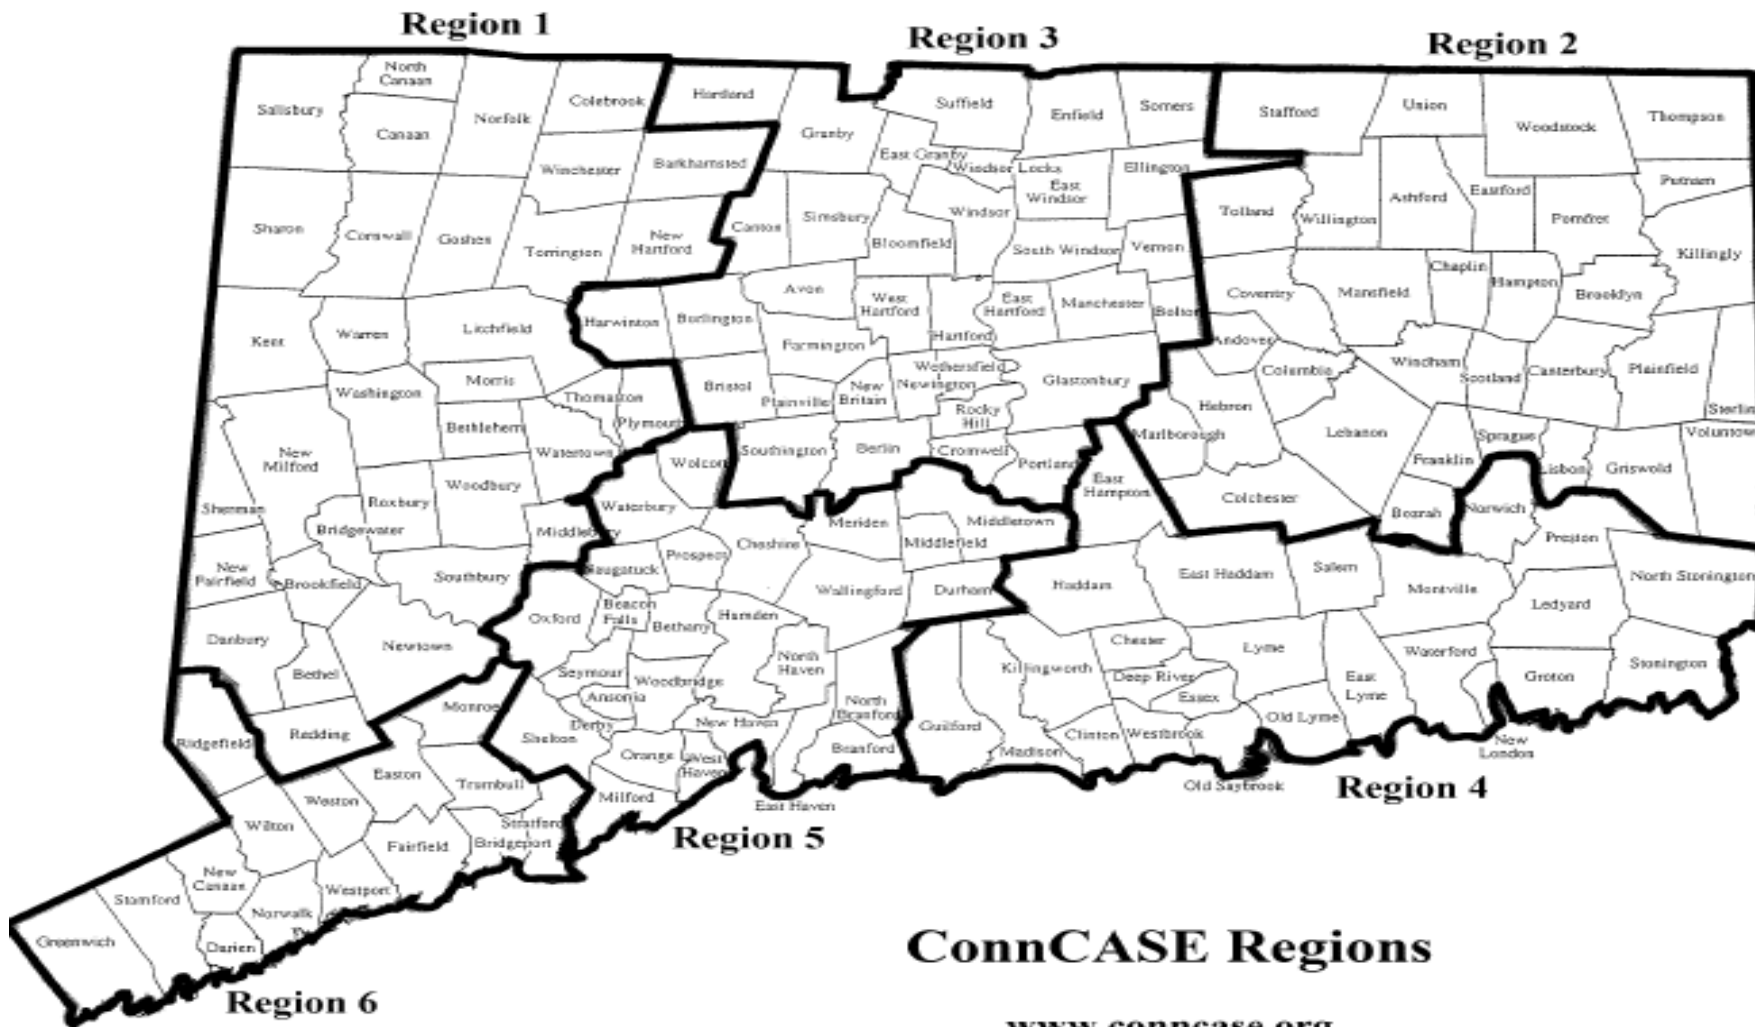 Region 1
Region 3
Region 2
North
Canaan
Salisbury
Canaan
Norfolk
Colebrook
Hartland
Granby
Suffield
Enfield
Somers
Stafford
Union
Woodstock
Thompson
Winchester
Barkhamsted
East Granby
Windsor Locks
East
Windsor
Ellington
Sharon
Cornwall
Goshen
Torrington
New
Hartford
Canton
Simsbury
Bloomfield
Windsor
South Windsor
Vernon
Tolland
Willington
Ashford
Eastford
Pomfret
Putnam
Killingly
Kent
Warren
Litchfield
Harwinton
Burlington
Avon
West
Hartford
Hartford
East
Hartford
Manchester
Bolton
Coventry
Mansfield
Chaplin
Hampton
Brooklyn
Farmington
Wethersfield
Newington
Glastonbury
Andover
Columbia
Windham
Scotland
Canterbury
Plainfield
Sterlin
Washington
Morris
Bethlehem
Thomaston
Plymouth
Watertown
Bristol
Plainville
New
Britain
Rocky
Hill
Hebron
Marlborough
Lebanon
Franklin
Sprague
Lisbon
Griswold
Voluntow
New
Milford
Woodbury
Roxbury
Bridgewater
Sherman
Southington
Berlin
Cromwell
Portland
East
Hampton
Colchester
Bozrah
Norwich
Preston
North Stonington
Wolcot
Waterbury
Middlebury
Meriden
Middletown
Middlefield
Cheshire
Prospect
Naugatuck
Southbury
New
Fairfield
Brookfield
Wallingford
Durham
Haddam
East Haddam
Salem
Montville
Ledyard
Danbury
Bethel
Newtown
Oxford
Beacon
Falls
Bethany
Hamden
North
Haven
Killingworth
Chester
Deep River
Essex
Lyme
East
Lyme
Waterford
Groton
Stonington
Seymour
Woodbridge
Ansonia
Derby
Shelton
Orange
New Haven
West
Haven
North
Branford
Branford
Guilford
Madison
Clinton
Westbrook
Old Lyme
New
London
Old Saybrook
Region 4
Ridgefield
Redding
Monroe
Easton
Trumbull
Weston
Wilton
Milford
East Haven
Region 5
Stratford
Bridgeport
Fairfield
Westport
Norwalk
New
Canaan
Stamford
Darien
Greenwich
Region 6
ConnCASE Regions
www.conncase.org